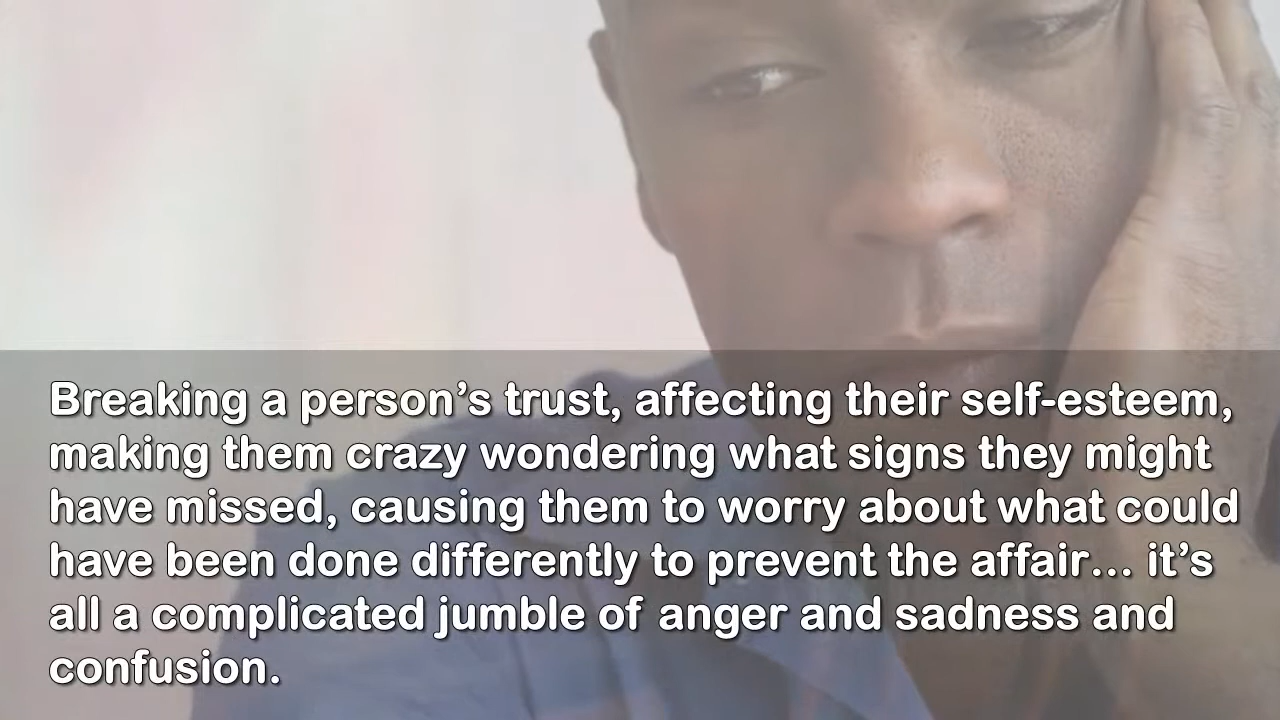 Breaking a person’s trust, affecting their self-esteem,
making them crazy wondering what signs they might
have missed, causing them to worry about what could
have been done differently to prevent the affair... it’s
all a complicated jumble of anger and sadness and
confusion.